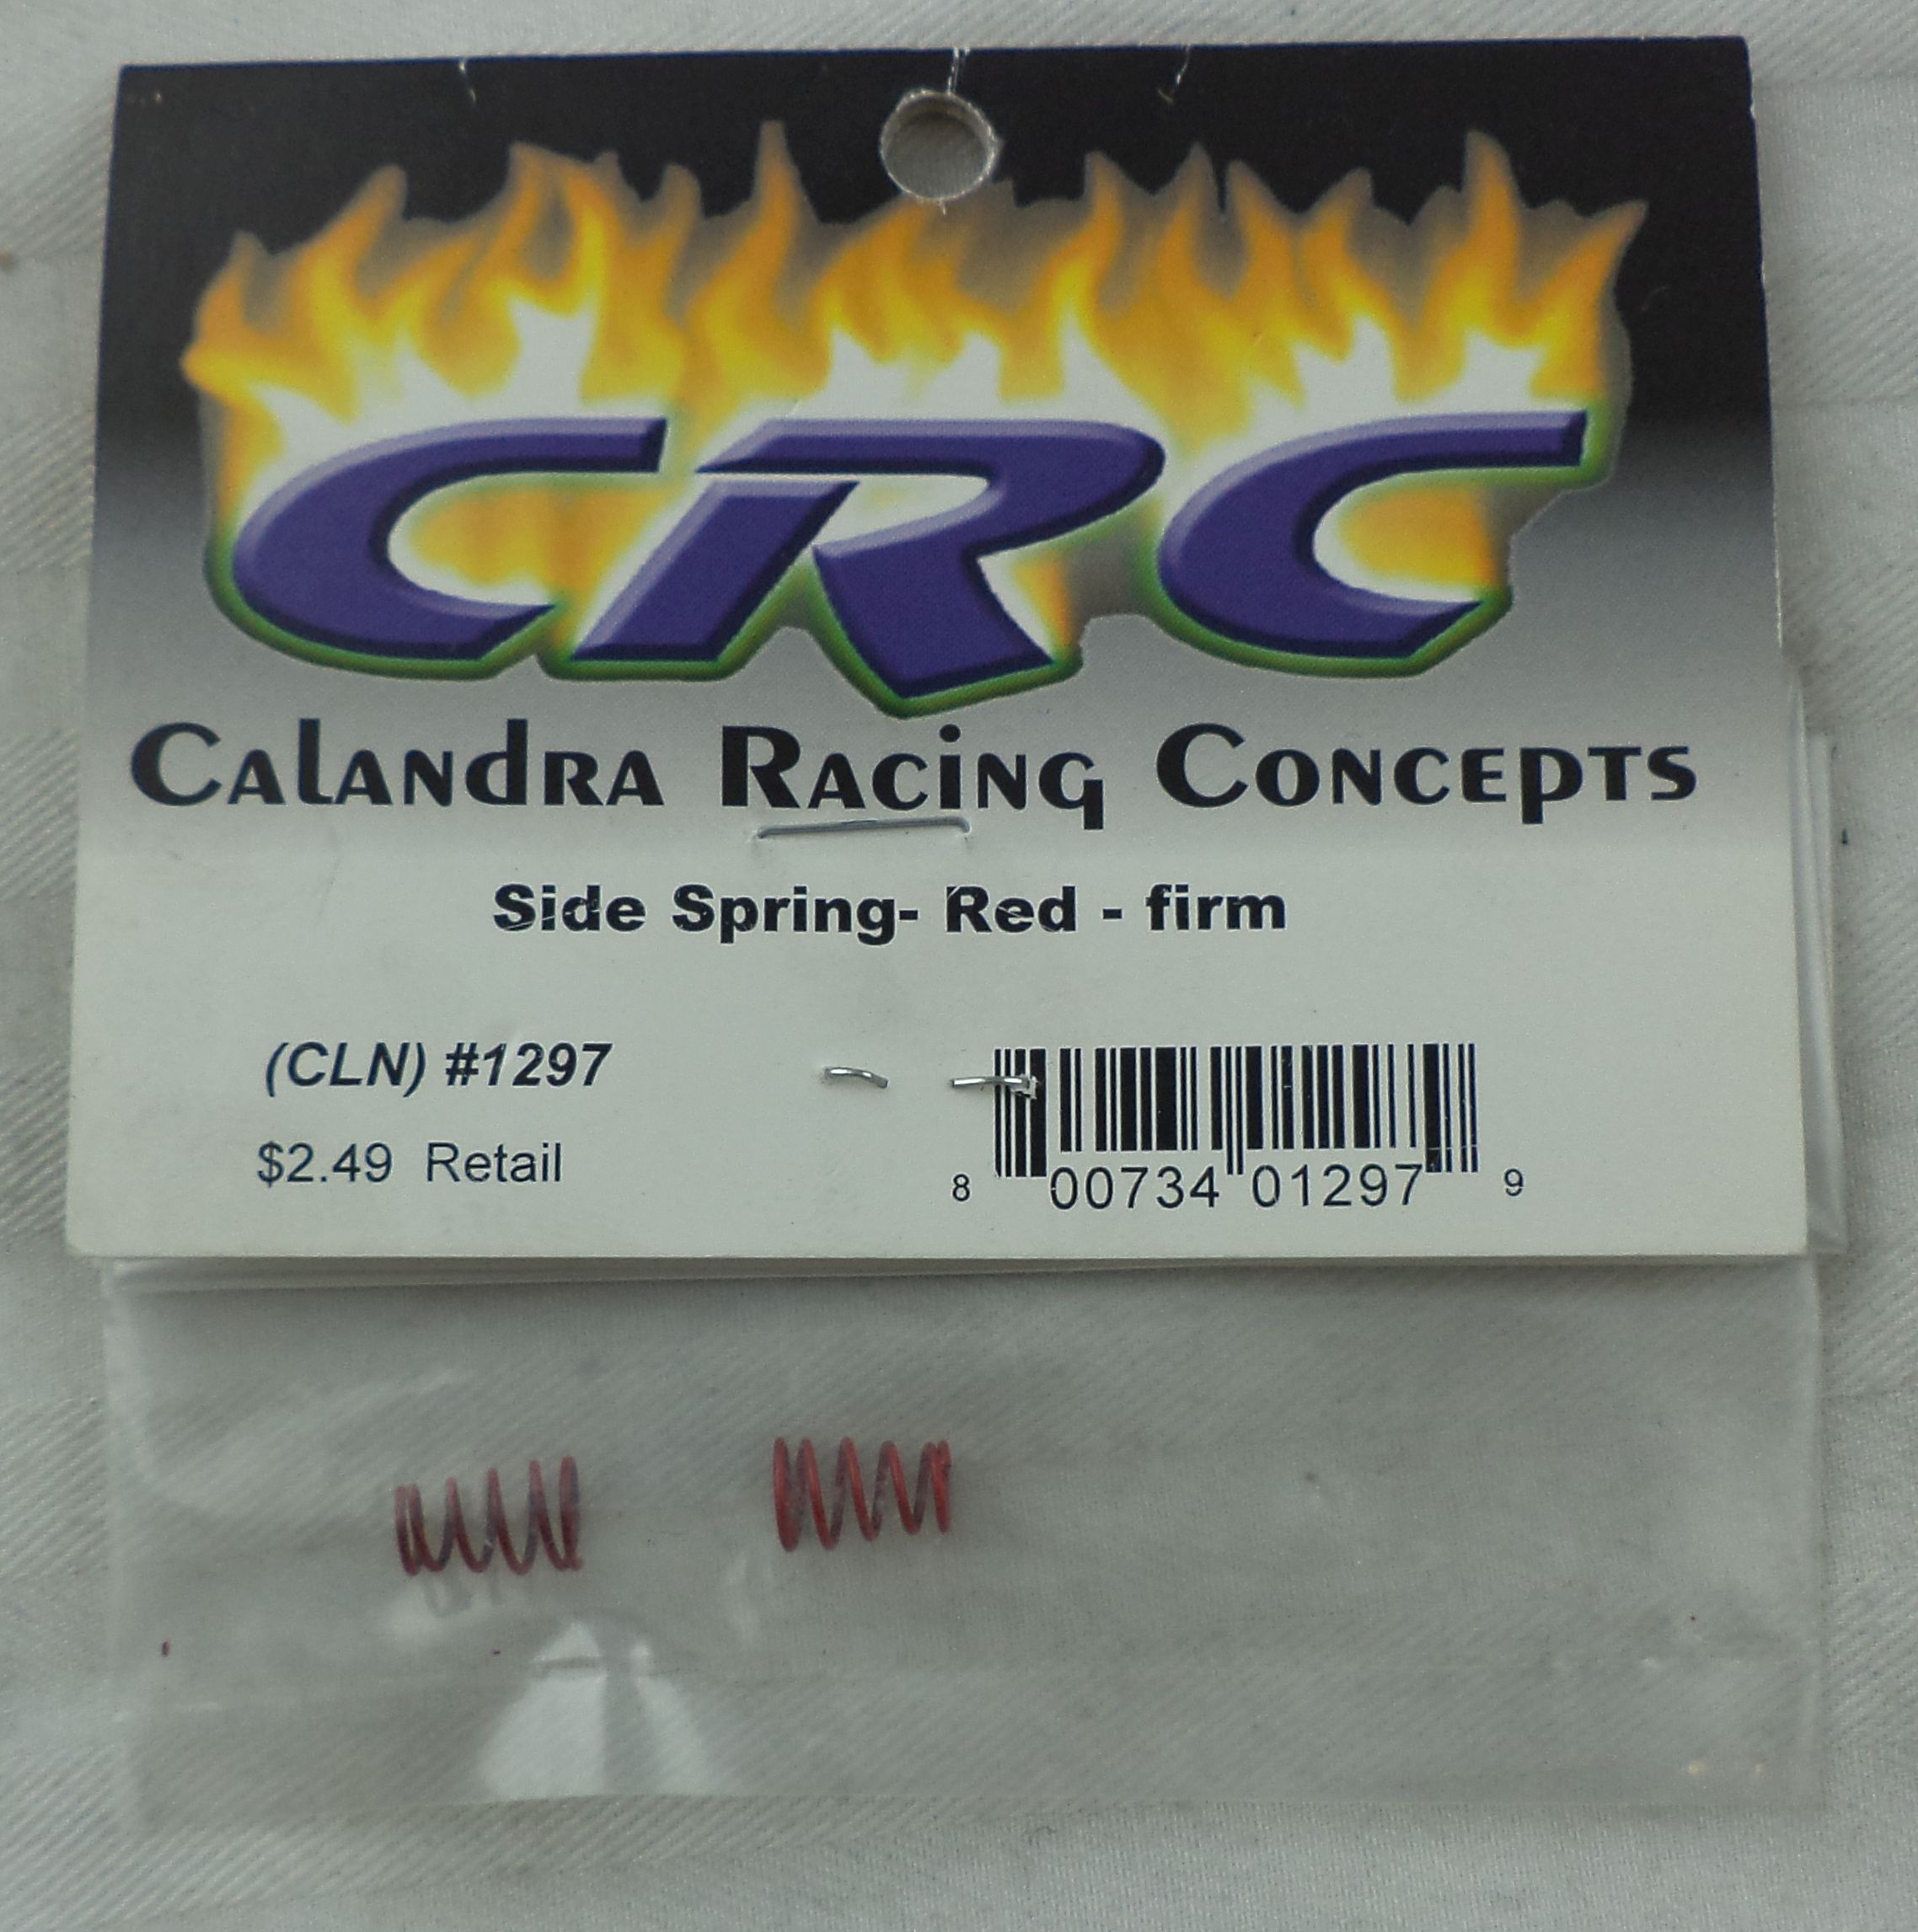 CRC
Calandra Racing Concepts
Side Spring- Red - firm
(CLN) #1297
$2.49 Retail
8 00734 01297 9